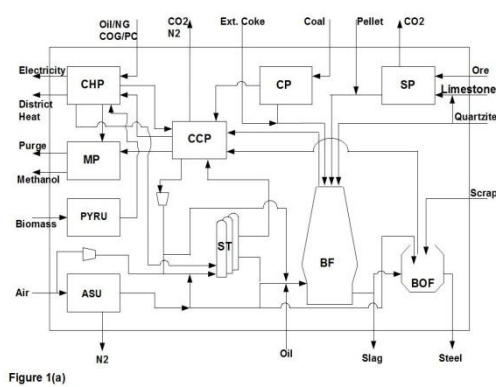 Oil/NG
COG/PC
CO2
N2
Ext. Coke
Coal
Pellet
CO2
Electricity
District
Heat
CHP
CP
SP
Ore
Limestone
Quartzite
Purge
Methanol
MP
CCP
Scrap
Biomass
PYRU
ST
BF
BOF
Air
ASU
N2
Oil
Slag
Steel
Figure 1(a)